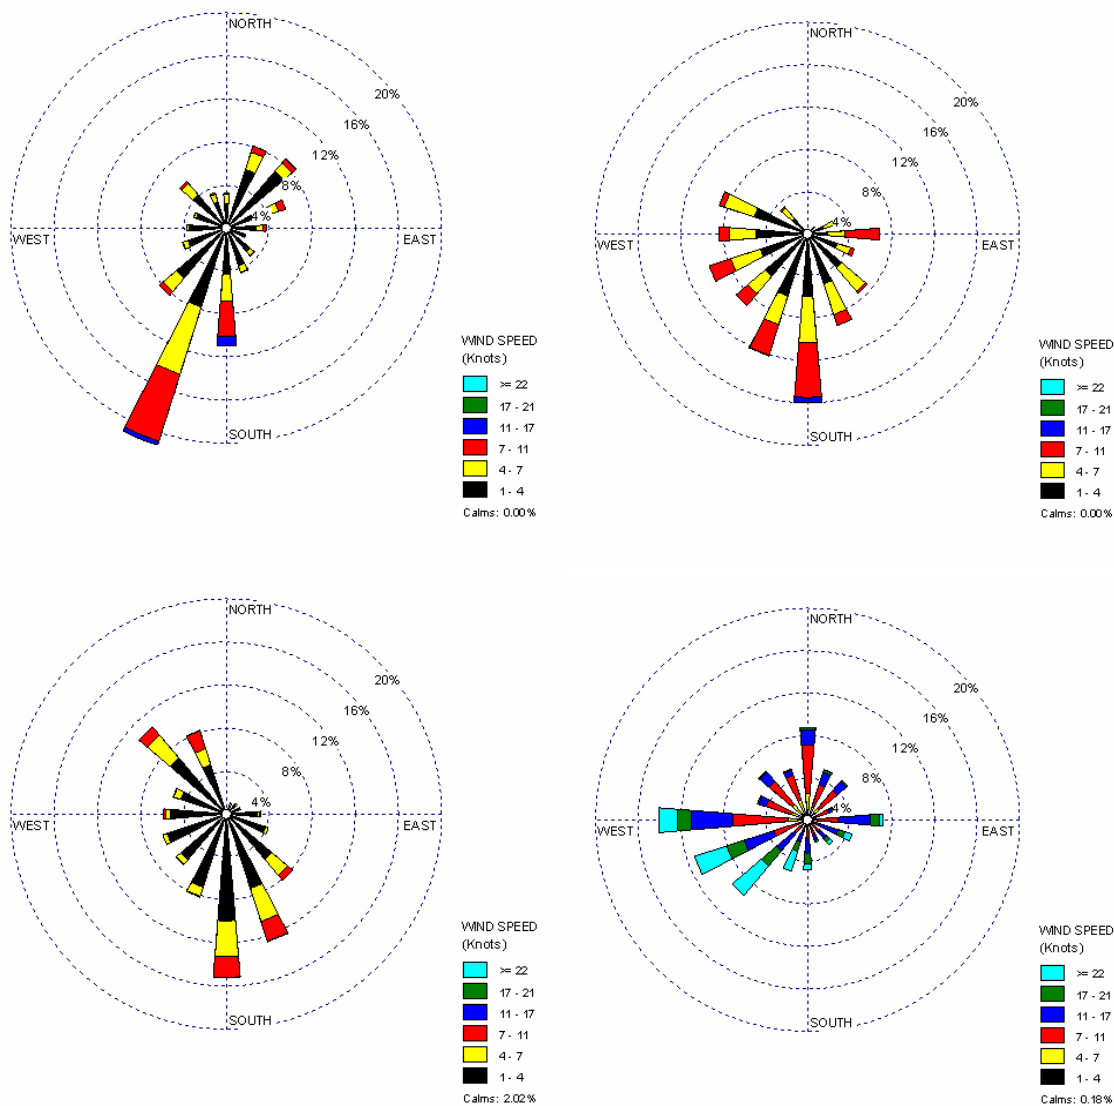 NORTH
20%
16%
12%
8%
4%
WEST
EAST
SOUTH
WIND SPEED
(Knots)
>= 22
17 - 21
11 - 17
7 - 11
4 - 7
1 - 4
Calms: 0.00%
NORTH
20%
16%
12%
8%
4%
WEST
EAST
SOUTH
WIND SPEED
(Knots)
>= 22
17 - 21
11 - 17
7 - 11
4 - 7
1 - 4
Calms: 0.00%
NORTH
20%
16%
12%
8%
4%
WEST
EAST
SOUTH
WIND SPEED
(Knots)
>= 22
17 - 21
11 - 17
7 - 11
4 - 7
1 - 4
Calms: 2.02%
NORTH
20%
16%
12%
8%
4%
WEST
EAST
SOUTH
WIND SPEED
(Knots)
>= 22
17 - 21
11 - 17
7 - 11
4 - 7
1 - 4
Calms: 0.18%